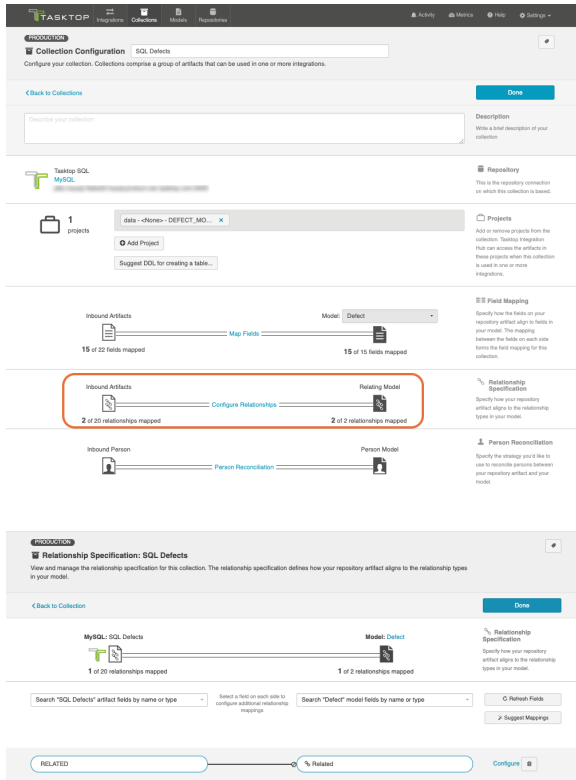 TASKTOP Integrations Collections Models Repositories Activity Metrics Help Settings
PRODUCTION
Collection Configuration SQL Defects
Configure your collection. Collections comprise a group of artifacts that can be used in one or more integrations.
Back to Collections Done
Describe your collection
Description
Write a brief description of your
collection
Tasktop SQL
MySQL
Repository
This is the repository connection
on which this collection is based.
1
projects
data - <None> - DEFECT_MO... ×
Add Project
Suggest DDL for creating a table...
Projects
Add or remove projects from the
collection. Tasktop Integration
Hub can access the artifacts in
these projects when this collection
is used in one or more
integrations.
Inbound Artifacts Model: Defect
Map Fields
15 of 22 fields mapped 15 of 15 fields mapped
Field Mapping
Specify how the fields on your
repository artifact align to fields in
your model. The mapping
between the fields on each side
forms the field mapping for this
collection.
Inbound Artifacts Relating Model
Configure Relationships
2 of 20 relationships mapped 2 of 2 relationships mapped
Relationship
Specification
Specify how your repository
artifact aligns to the relationship
types in your model.
Inbound Person Person Model
Person Reconciliation
Person Reconciliation
Specify the strategy you'd like to
use to reconcile persons between
your repository artifact and your
model.
PRODUCTION
Relationship Specification: SQL Defects
View and manage the relationship specification for this collection. The relationship specification defines how your repository artifact aligns to the relationship types
in your model.
Back to Collection Done
MySQL: SQL Defects Model: Defect
1 of 20 relationships mapped 1 of 2 relationships mapped
Relationship
Specification
Specify how your repository
artifact aligns to the relationship
types in your model.
Search "SQL Defects" artifact fields by name or type
Select a field on each side to
configure additional relationship
mappings
Search "Defect" model fields by name or type
Refresh Fields
Suggest Mappings
RELATED Related Configure